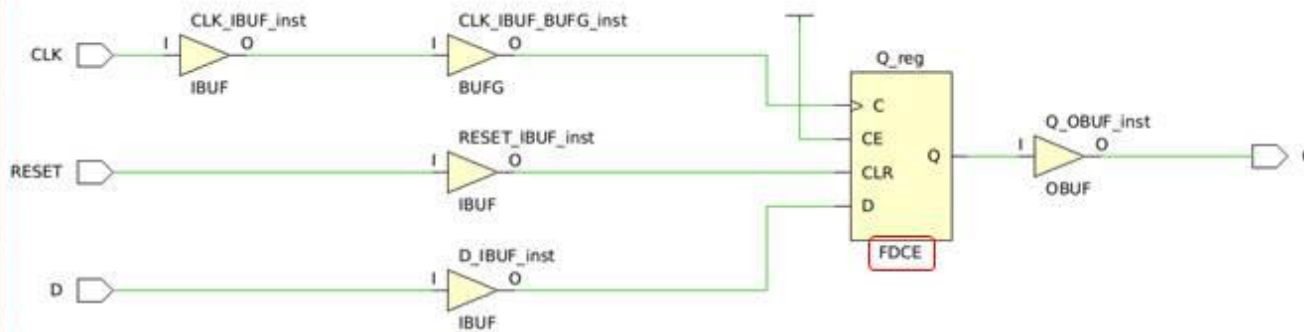 CLK_IBUF_inst
CLK_IBUF_BUFG_inst
CLK
I
O
I
O
Q_reg
IBUF
BUFG
C
RESET_IBUF_inst
CE
Q_OBUF_inst
I
O
Q
I
O
RESET
CLR
IBUF
D
OBUF
D_IBUF_inst
FDCE
I
O
D
IBUF